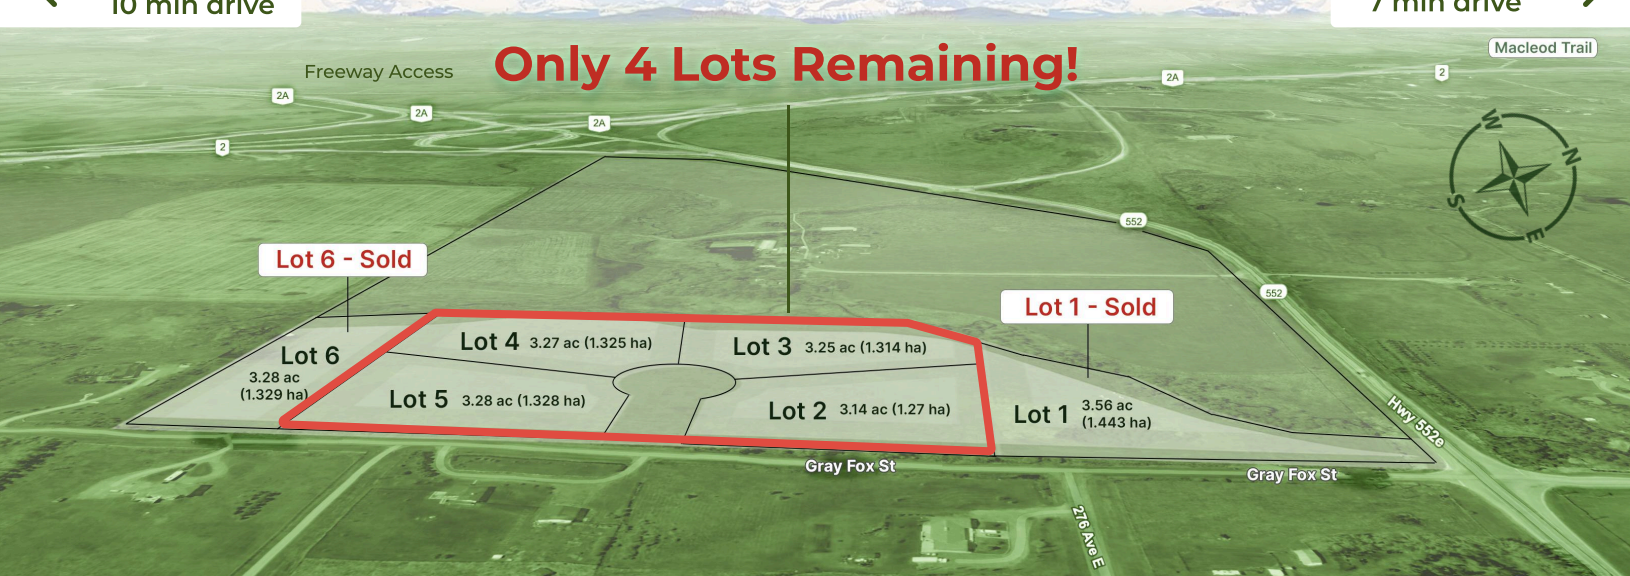 10 min drive
7 min drive
Only 4 Lots Remaining!
Macleod Trail
Freeway Access
2A
2A
2A
2A
2
2
W
N
S
E
552
552
Lot 6 - Sold
Lot 1 - Sold
Lot 4 3.27 ac (1.325 ha)
Lot 3 3.25 ac (1.314 ha)
Lot 6
3.28 ac
(1.329 ha)
Lot 5 3.28 ac (1.328 ha)
Lot 2 3.14 ac (1.27 ha)
Lot 1 3.56 ac
(1.443 ha)
Hwy 552e
Gray Fox St
Gray Fox St
276 Ave E